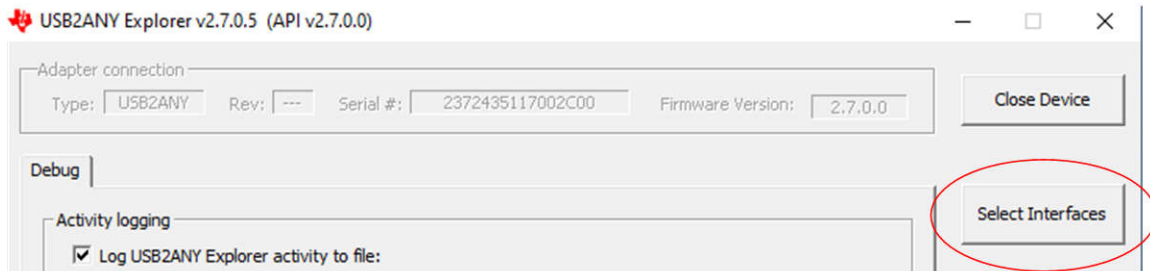 USB2ANY Explorer v2.7.0.5 (API v2.7.0.0)
Adapter connection
Type: USB2ANY Rev: --- Serial #: 2372435117002C00 Firmware Version: 2.7.0.0
Close Device
Debug
Select Interfaces
Activity logging
Log USB2ANY Explorer activity to file: